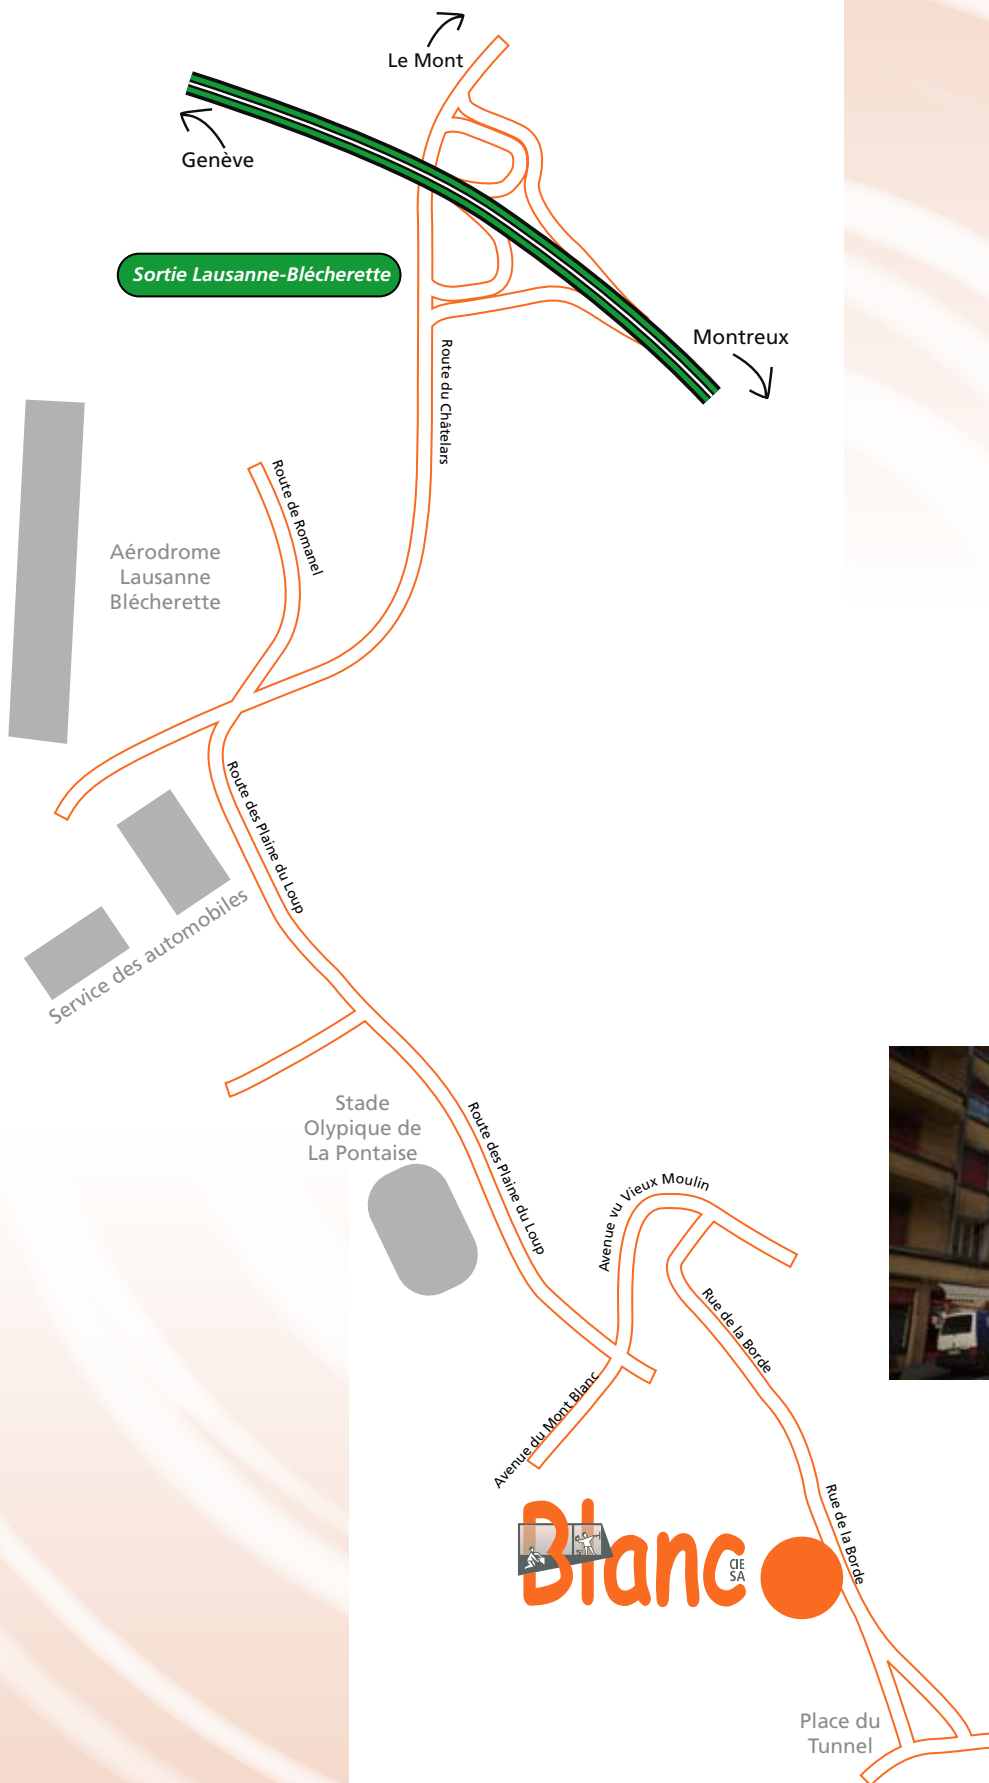 Le Mont
Genève
Sortie Lausanne-Blécherette
Montreux
Route du Châtelars
Route de Romanel
Aérodrome
Lausanne
Blécherette
Route des Plaine du Loup
Service des automobiles
Stade
Olypique de
La Pontaise
Route des Plaine du Loup
Avenue vu Vieux Moulin
Rue de la Borde
Avenue du Mont Blanc
Rue de la Borde
Blanc
CIE
SA
Place du
Tunnel